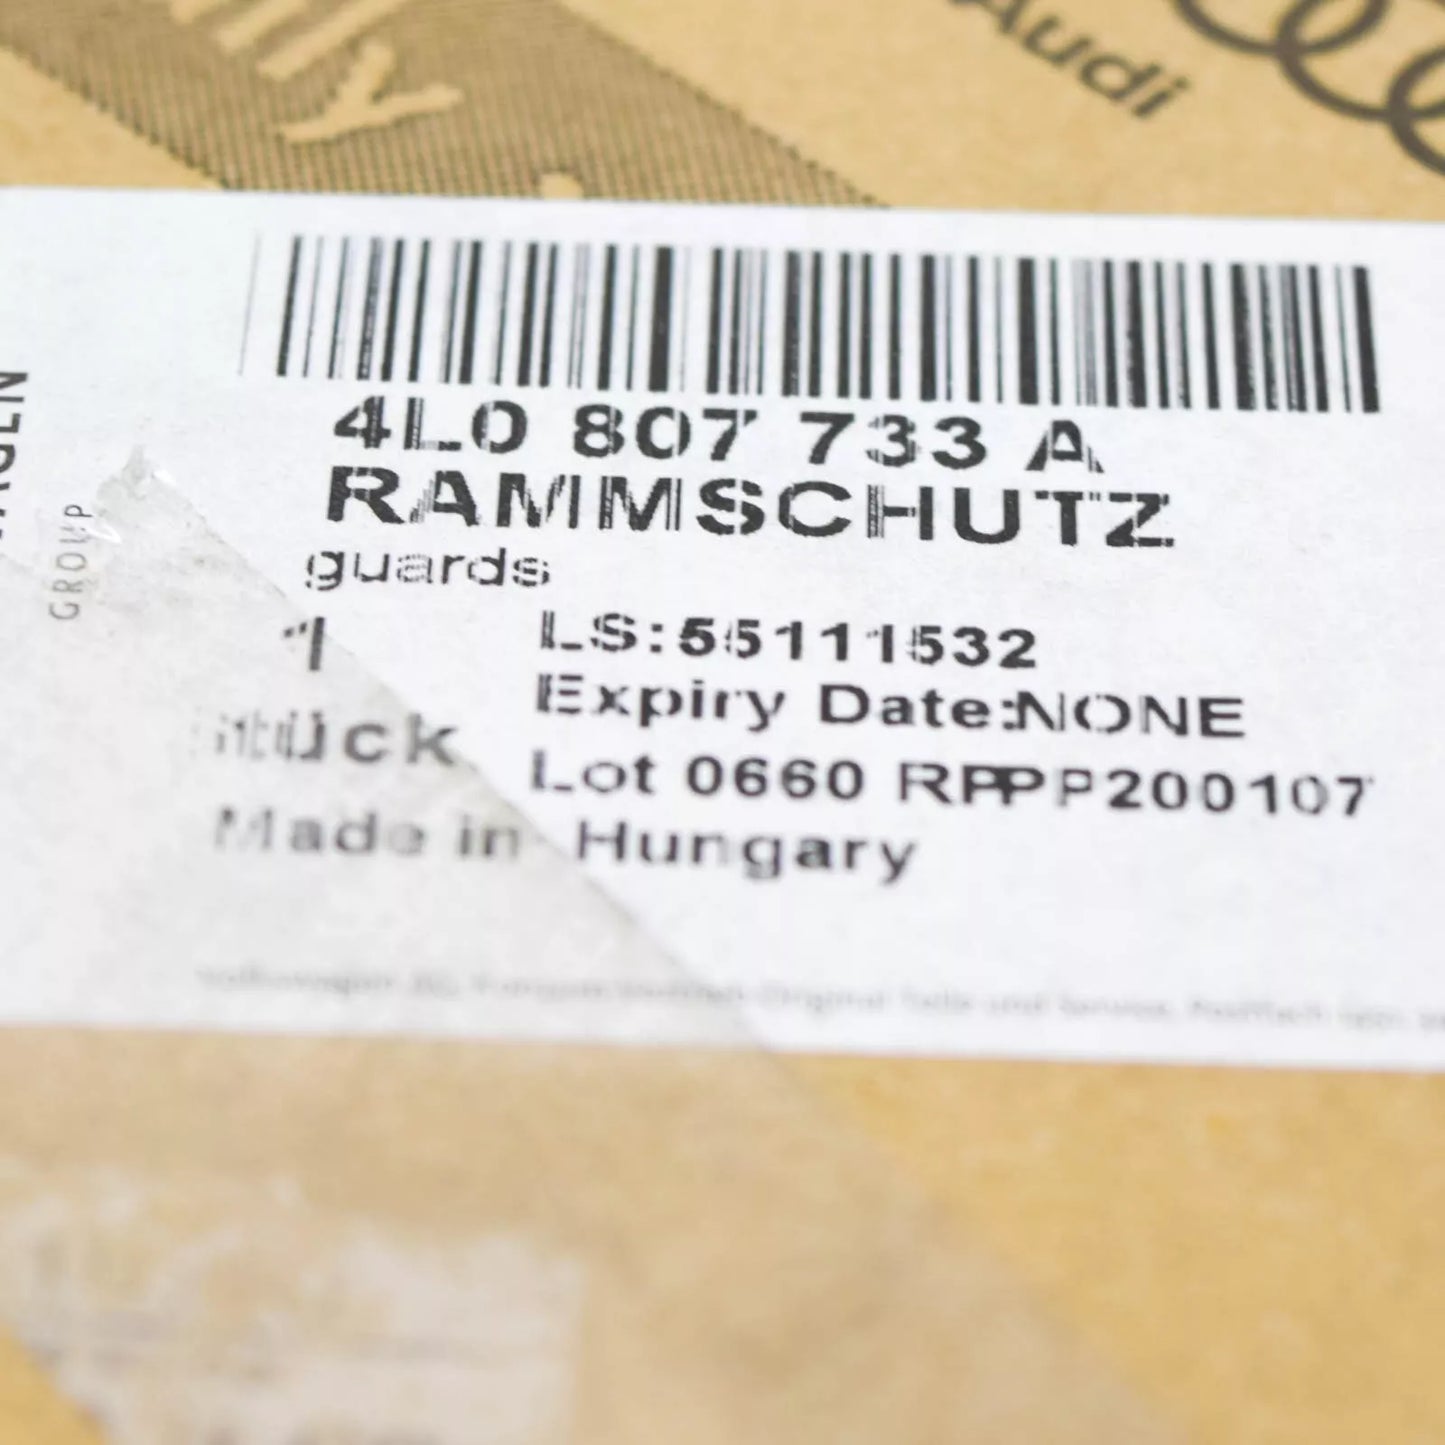 Audi
4L0 807 733 A
RAMMSCHUTZ
guards
1 LS:55111532
Expiry Date:NONE
Stück
Lot 0660 RPPP200107
Made in Hungary
GROUP